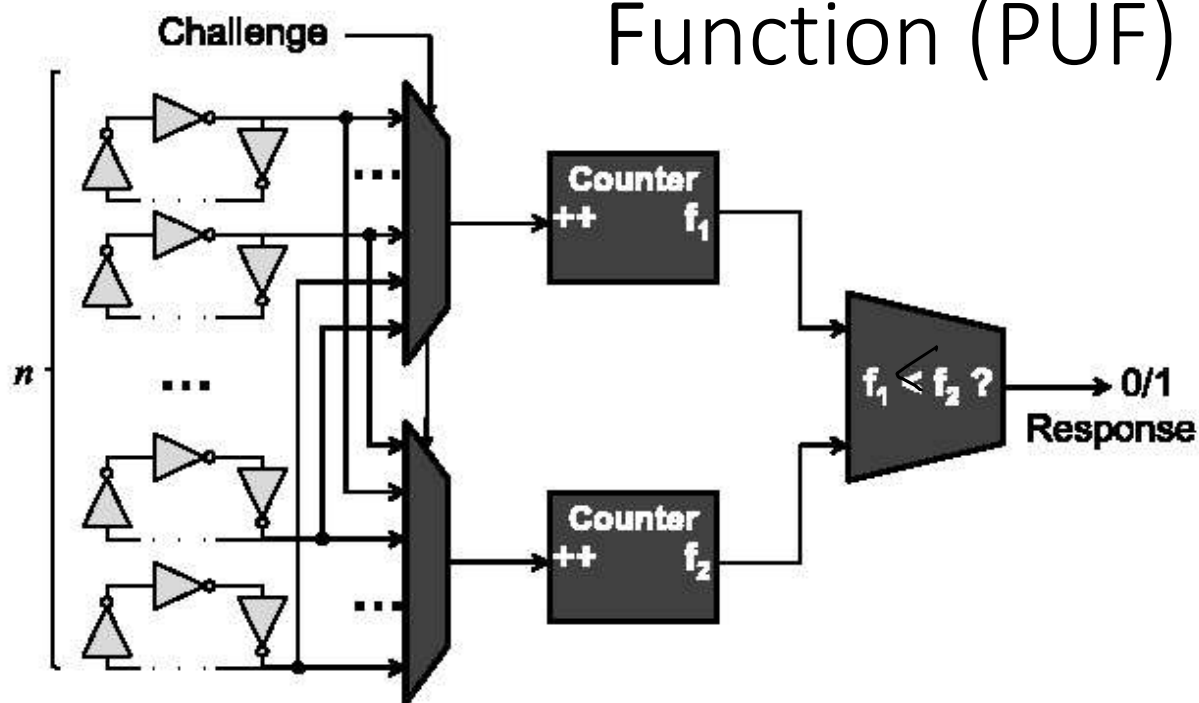 Function (PUF)
Challenge
...
Counter
++ f₁
n
...
f₁ < f₂ ?
0/1
Response
Counter
++ f₂
...